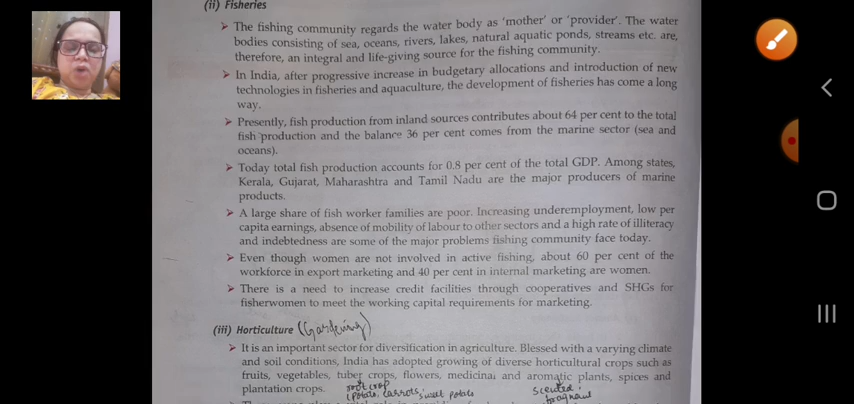 (ii) Fisheries
➤ The fishing community regards the water body as 'mother' or 'provider'. The water
bodies consisting of sea, oceans, rivers, lakes, natural aquatic ponds, streams etc. are,
therefore, an integral and life-giving source for the fishing community.
➤ In India, after progressive increase in budgetary allocations and introduction of new
technologies in fisheries and aquaculture, the development of fisheries has come a long
way.
➤ Presently, fish production from inland sources contributes about 64 per cent to the total
fish production and the balance 36 per cent comes from the marine sector (sea and
oceans).
➤ Today total fish production accounts for 0.8 per cent of the total GDP. Among states,
Kerala, Gujarat, Maharashtra and Tamil Nadu are the major producers of marine
products.
➤ A large share of fish worker families are poor. Increasing underemployment, low per
capita earnings, absence of mobility of labour to other sectors and a high rate of illiteracy
and indebtedness are some of the major problems fishing community face today.
➤ Even though women are not involved in active fishing, about 60 per cent of the
workforce in export marketing and 40 per cent in internal marketing are women.
➤ There is a need to increase credit facilities through cooperatives and SHGs for
fisherwomen to meet the working capital requirements for marketing.
(iii) Horticulture (Gardening)
➤ It is an important sector for diversification in agriculture. Blessed with a varying climate
and soil conditions, India has adopted growing of diverse horticultural crops such as
fruits, vegetables, tuber crops, flowers, medicinal and aromatic plants, spices and
plantation crops. root crop scented,
(potato, carrots, sweet potato fragrant